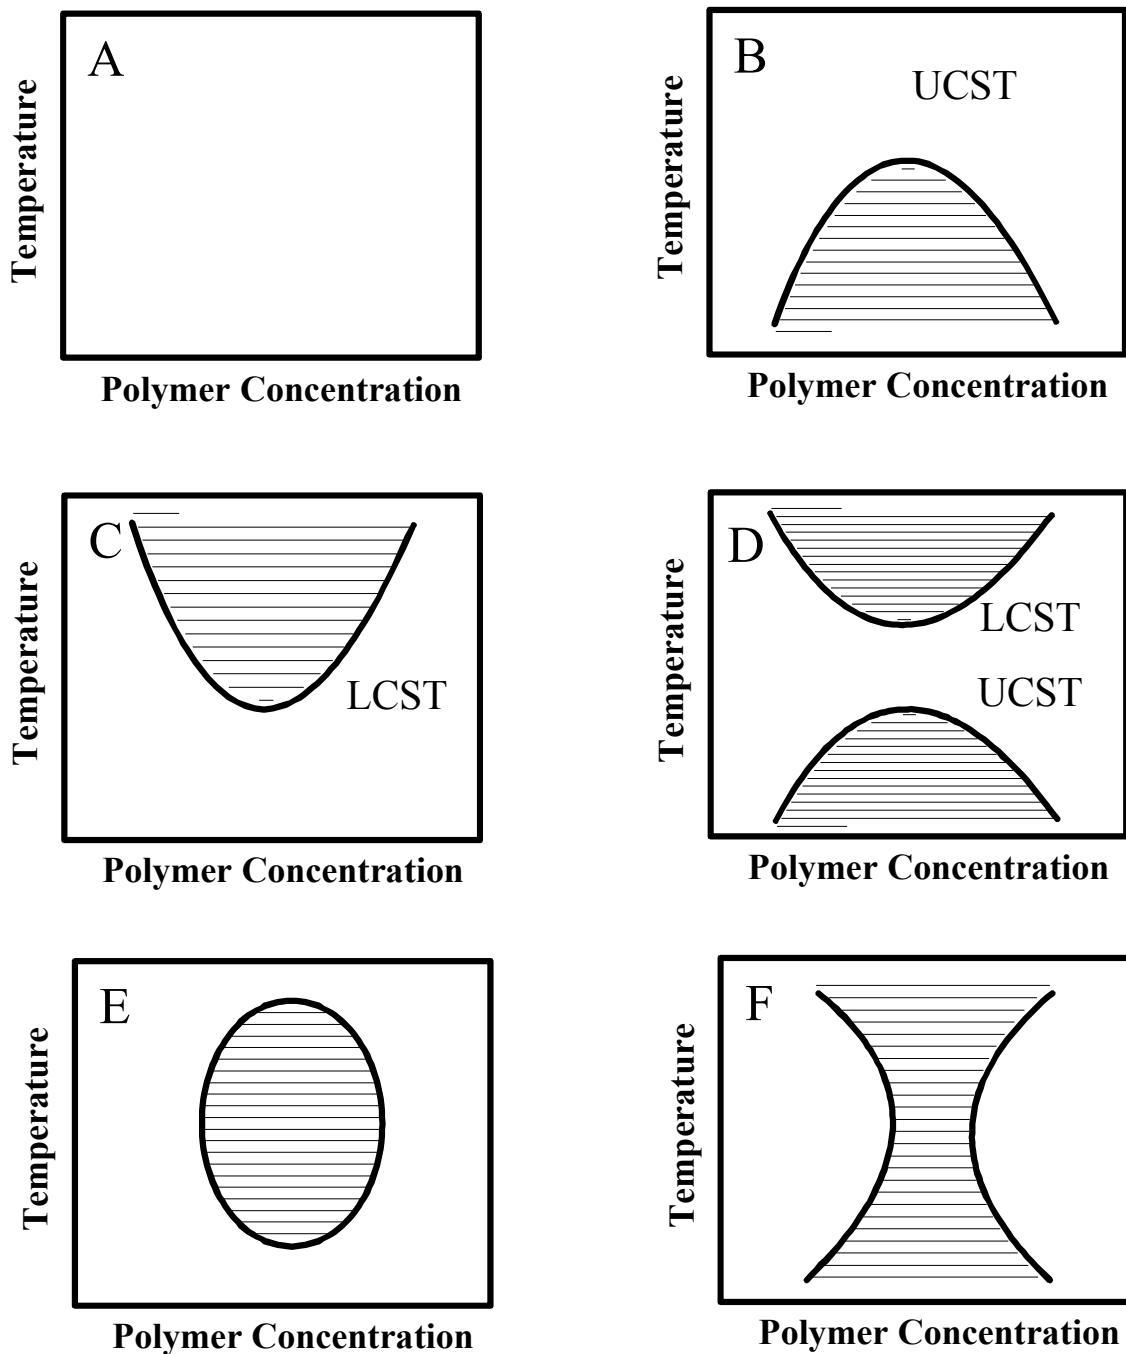 A
Temperature
Polymer Concentration
B
UCST
Temperature
Polymer Concentration
C
LCST
Temperature
Polymer Concentration
D
LCST
UCST
Temperature
Polymer Concentration
E
Temperature
Polymer Concentration
F
Temperature
Polymer Concentration